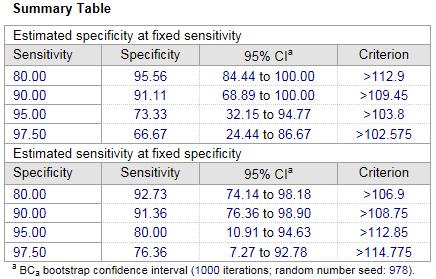 Summary Table
Estimated specificity at fixed sensitivity
Sensitivity Specificity 95% CIa Criterion
80.00 95.56 84.44 to 100.00 >112.9
90.00 91.11 68.89 to 100.00 >109.45
95.00 73.33 32.15 to 94.77 >103.8
97.50 66.67 24.44 to 86.67 >102.575
Estimated sensitivity at fixed specificity
Specificity Sensitivity 95% CIa Criterion
80.00 92.73 74.14 to 98.18 >106.9
90.00 91.36 76.36 to 98.90 >108.75
95.00 80.00 10.91 to 94.63 >112.85
97.50 76.36 7.27 to 92.78 >114.775
a BCa bootstrap confidence interval (1000 iterations; random number seed: 978).